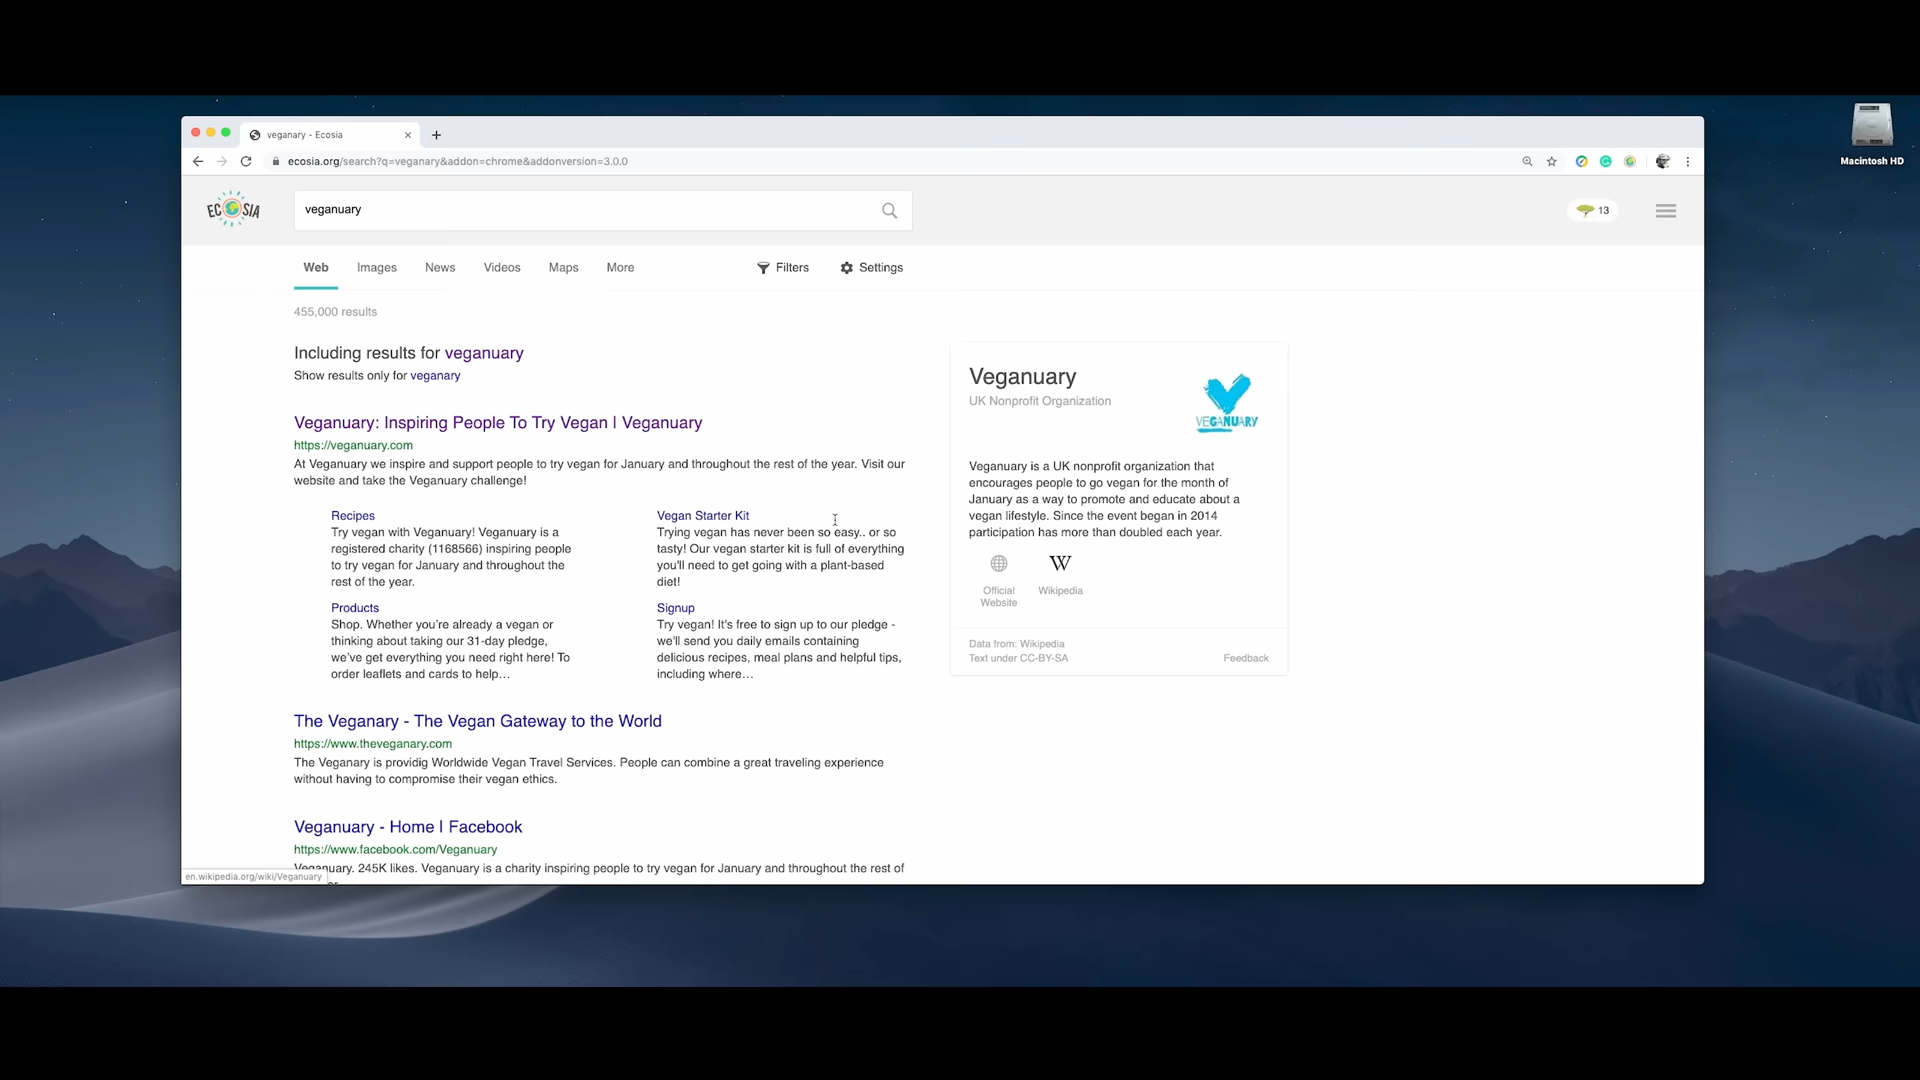 Macintosh HD
veganary - Ecosia
ecosia.org/search?q=veganary&addon=chrome&addonversion=3.0.0
ECOSIA
veganuary
13
Web Images News Videos Maps More Filters Settings
455,000 results
Including results for veganuary
Show results only for veganary
Veganuary: Inspiring People To Try Vegan | Veganuary
https://veganuary.com
At Veganuary we inspire and support people to try vegan for January and throughout the rest of the year. Visit our
website and take the Veganuary challenge!
Recipes
Try vegan with Veganuary! Veganuary is a
registered charity (1168566) inspiring people
to try vegan for January and throughout the
rest of the year.
Vegan Starter Kit
Trying vegan has never been so easy.. or so
tasty! Our vegan starter kit is full of everything
you'll need to get going with a plant-based
diet!
Products
Shop. Whether you're already a vegan or
thinking about taking our 31-day pledge,
we've get everything you need right here! To
order leaflets and cards to help…
Signup
Try vegan! It's free to sign up to our pledge -
we'll send you daily emails containing
delicious recipes, meal plans and helpful tips,
including where…
The Veganary - The Vegan Gateway to the World
https://www.theveganary.com
The Veganary is providig Worldwide Vegan Travel Services. People can combine a great traveling experience
without having to compromise their vegan ethics.
Veganuary - Home | Facebook
https://www.facebook.com/Veganuary
Veganuary. 245K likes. Veganuary is a charity inspiring people to try vegan for January and throughout the rest of
en.wikipedia.org/wiki/Veganuary
Veganuary
UK Nonprofit Organization
VEGANUARY
Veganuary is a UK nonprofit organization that
encourages people to go vegan for the month of
January as a way to promote and educate about a
vegan lifestyle. Since the event began in 2014
participation has more than doubled each year.
W
Official
Website
Wikipedia
Data from: Wikipedia
Text under CC-BY-SA
Feedback